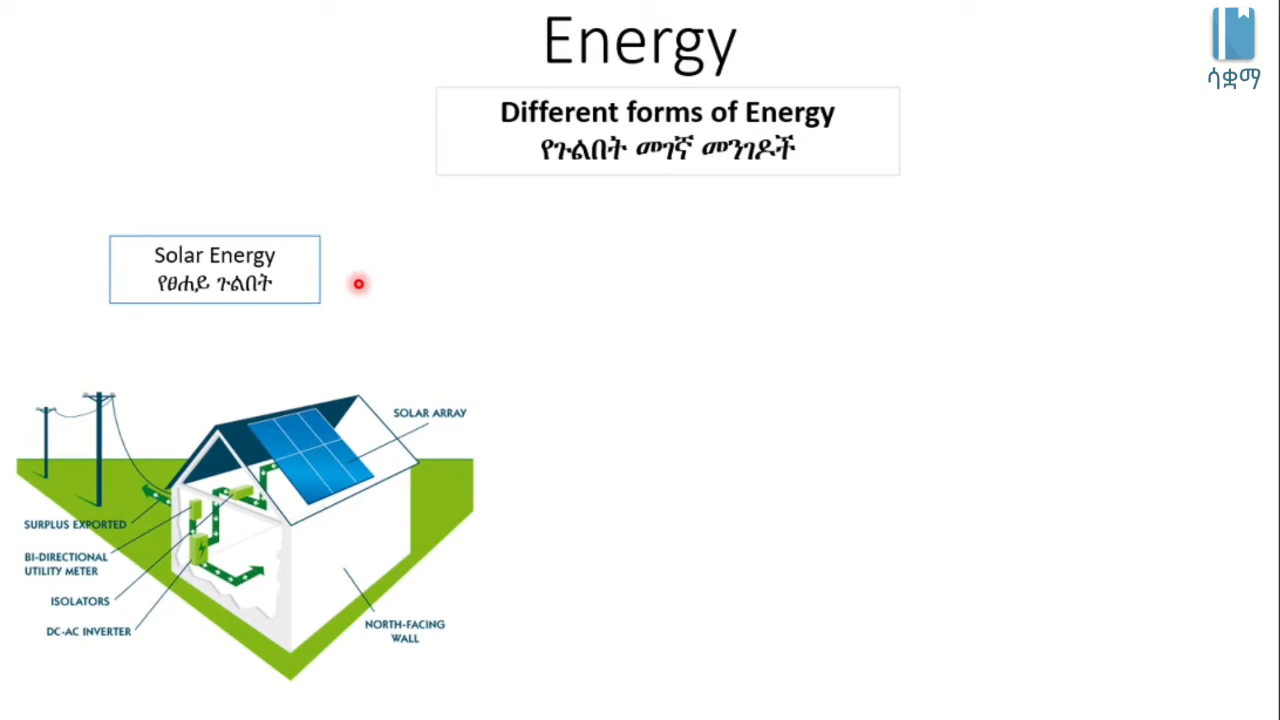 Energy
ሳቋማ
Different forms of Energy
የጉልበት መገኛ መንገዶች
Solar Energy
የፀሐይ ጉልበት
SOLAR ARRAY
SURPLUS EXPORTED
BI-DIRECTIONAL
UTILITY METER
ISOLATORS
DC-AC INVERTER
NORTH-FACING
WALL